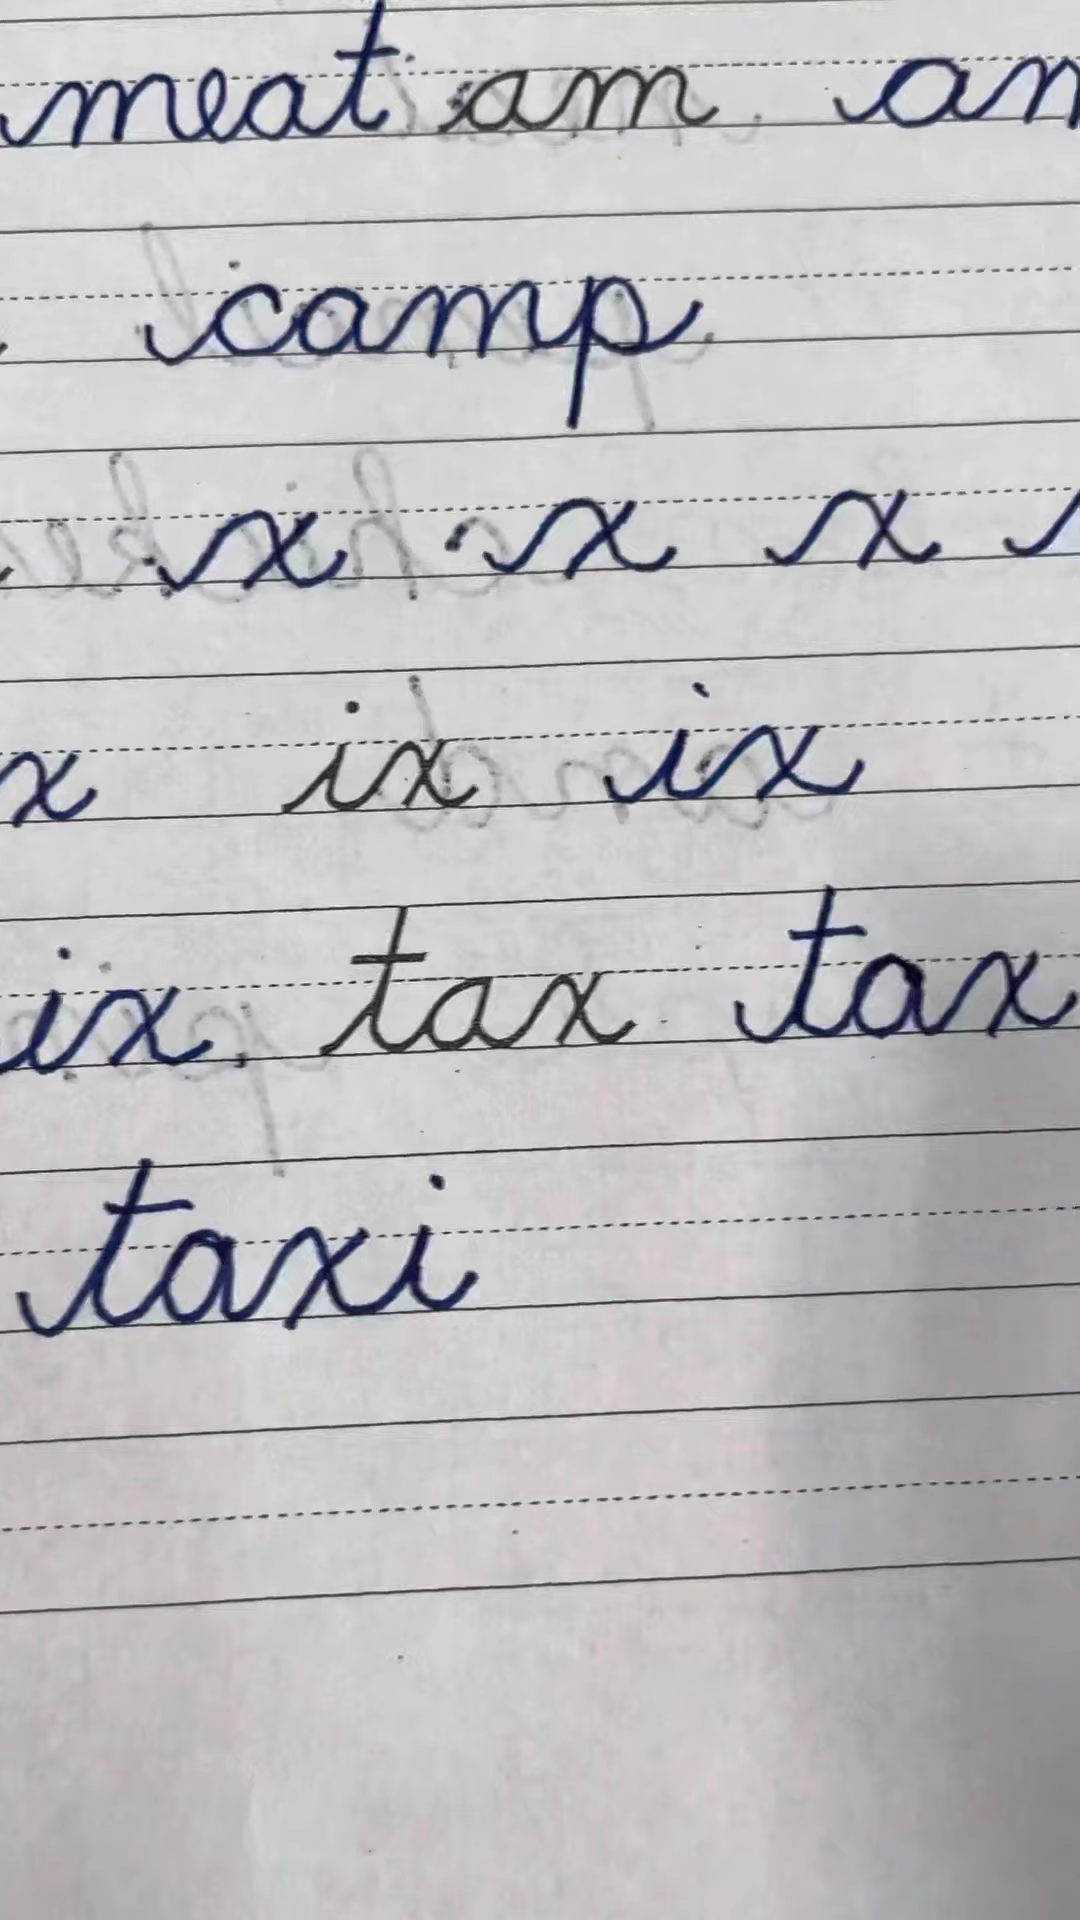 meat am am
camp
x x x
x ix ix
ix tax tax
taxi